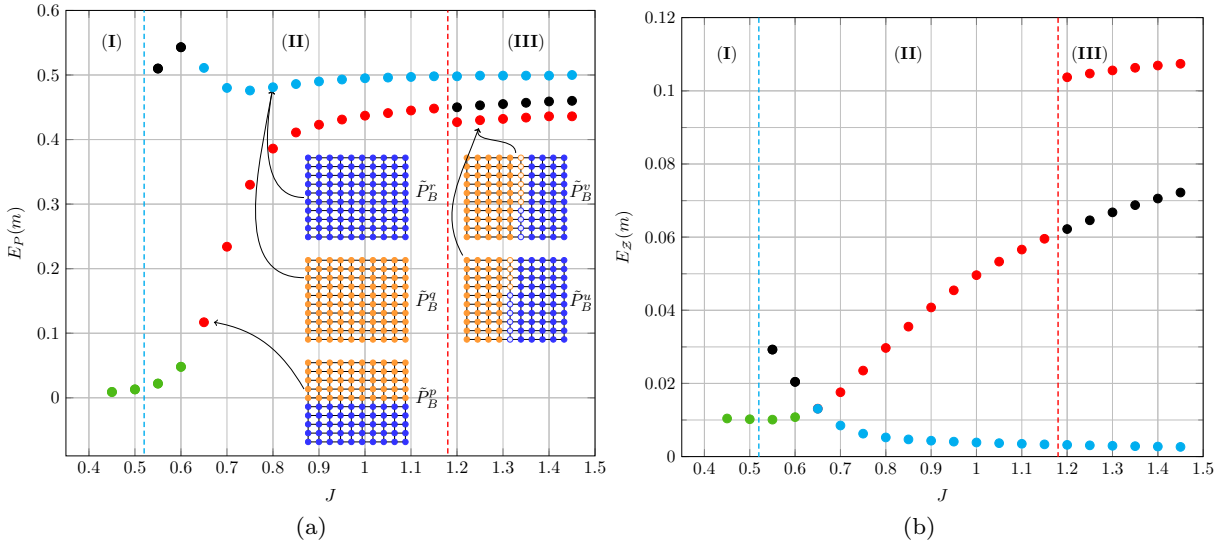 0.6
0.5
0.4
0.3
0.2
0.1
0
E_P(m)
(I)
(II)
(III)
P̃_B^r
P̃_B^v
P̃_B^q
P̃_B^u
P̃_B^p
0.4 0.5 0.6 0.7 0.8 0.9 1 1.1 1.2 1.3 1.4 1.5
J
(a)
0.12
0.1
0.08
0.06
0.04
0.02
0
E_𝒵(m)
(I)
(II)
(III)
0.4 0.5 0.6 0.7 0.8 0.9 1 1.1 1.2 1.3 1.4 1.5
J
(b)